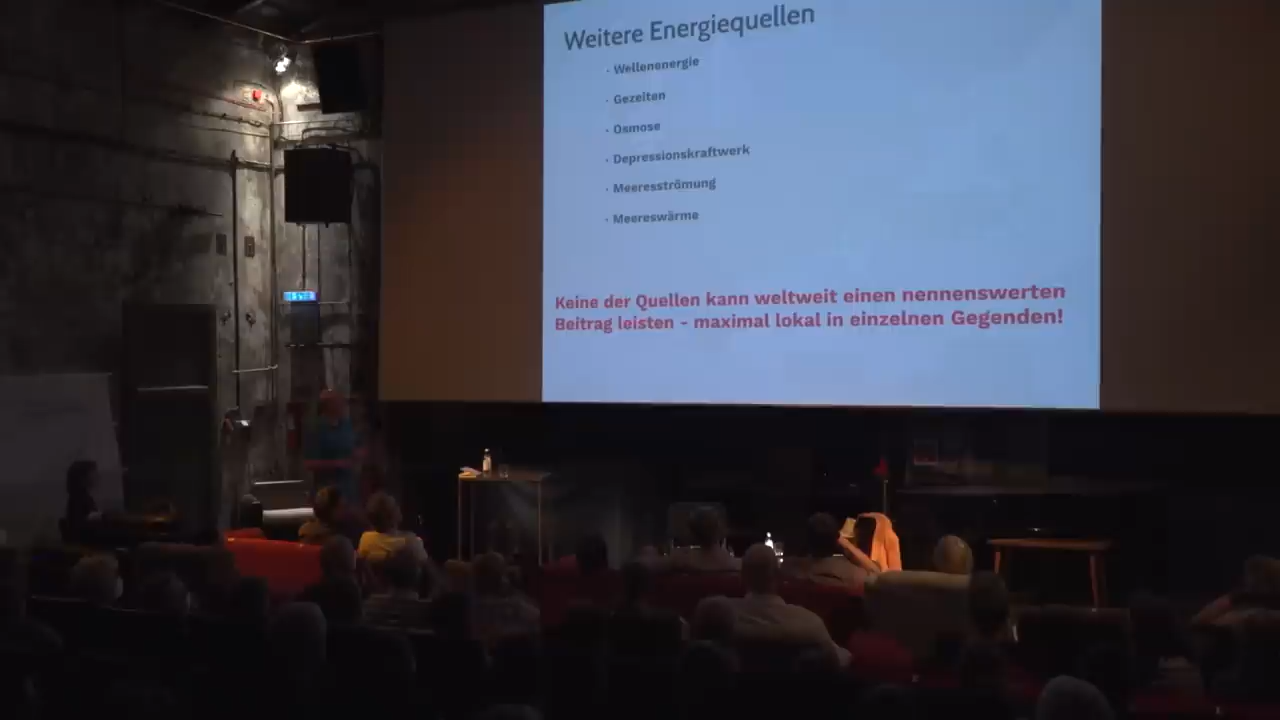 Weitere Energiequellen
· Wellenenergie
· Gezeiten
· Osmose
· Depressionskraftwerk
· Meeresströmung
· Meereswärme
Keine der Quellen kann weltweit einen nennenswerten
Beitrag leisten - maximal lokal in einzelnen Gegenden!